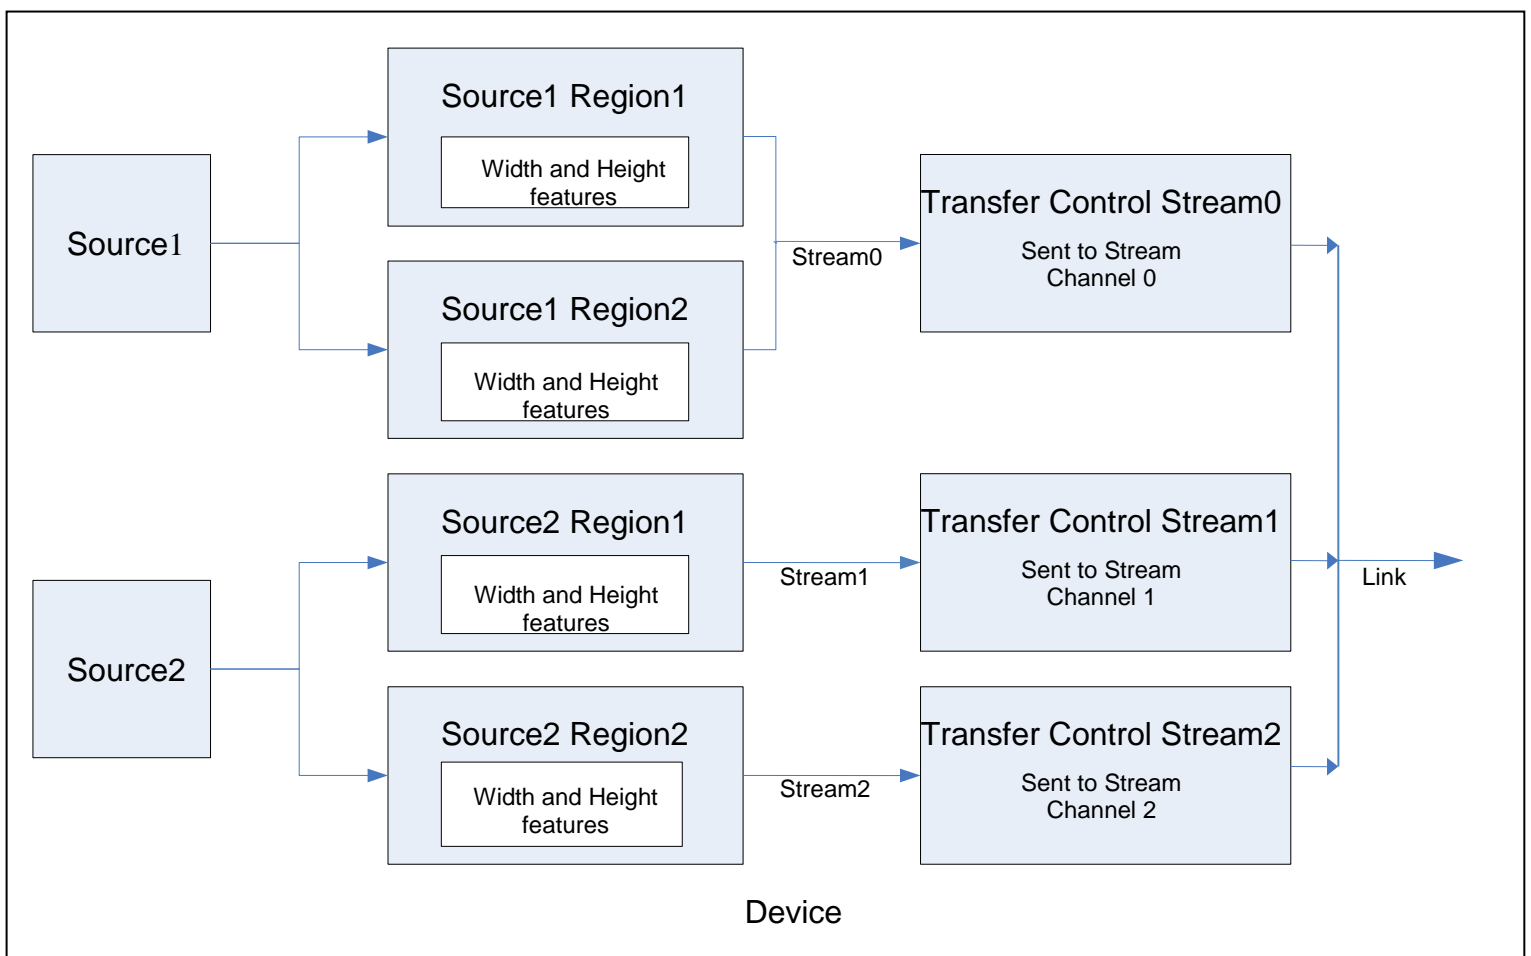 Source1
Source1 Region1
Width and Height
features
Source1 Region2
Width and Height
features
Stream0
Transfer Control Stream0
Sent to Stream
Channel 0
Source2
Source2 Region1
Width and Height
features
Stream1
Transfer Control Stream1
Sent to Stream
Channel 1
Link
Source2 Region2
Width and Height
features
Stream2
Transfer Control Stream2
Sent to Stream
Channel 2
Device